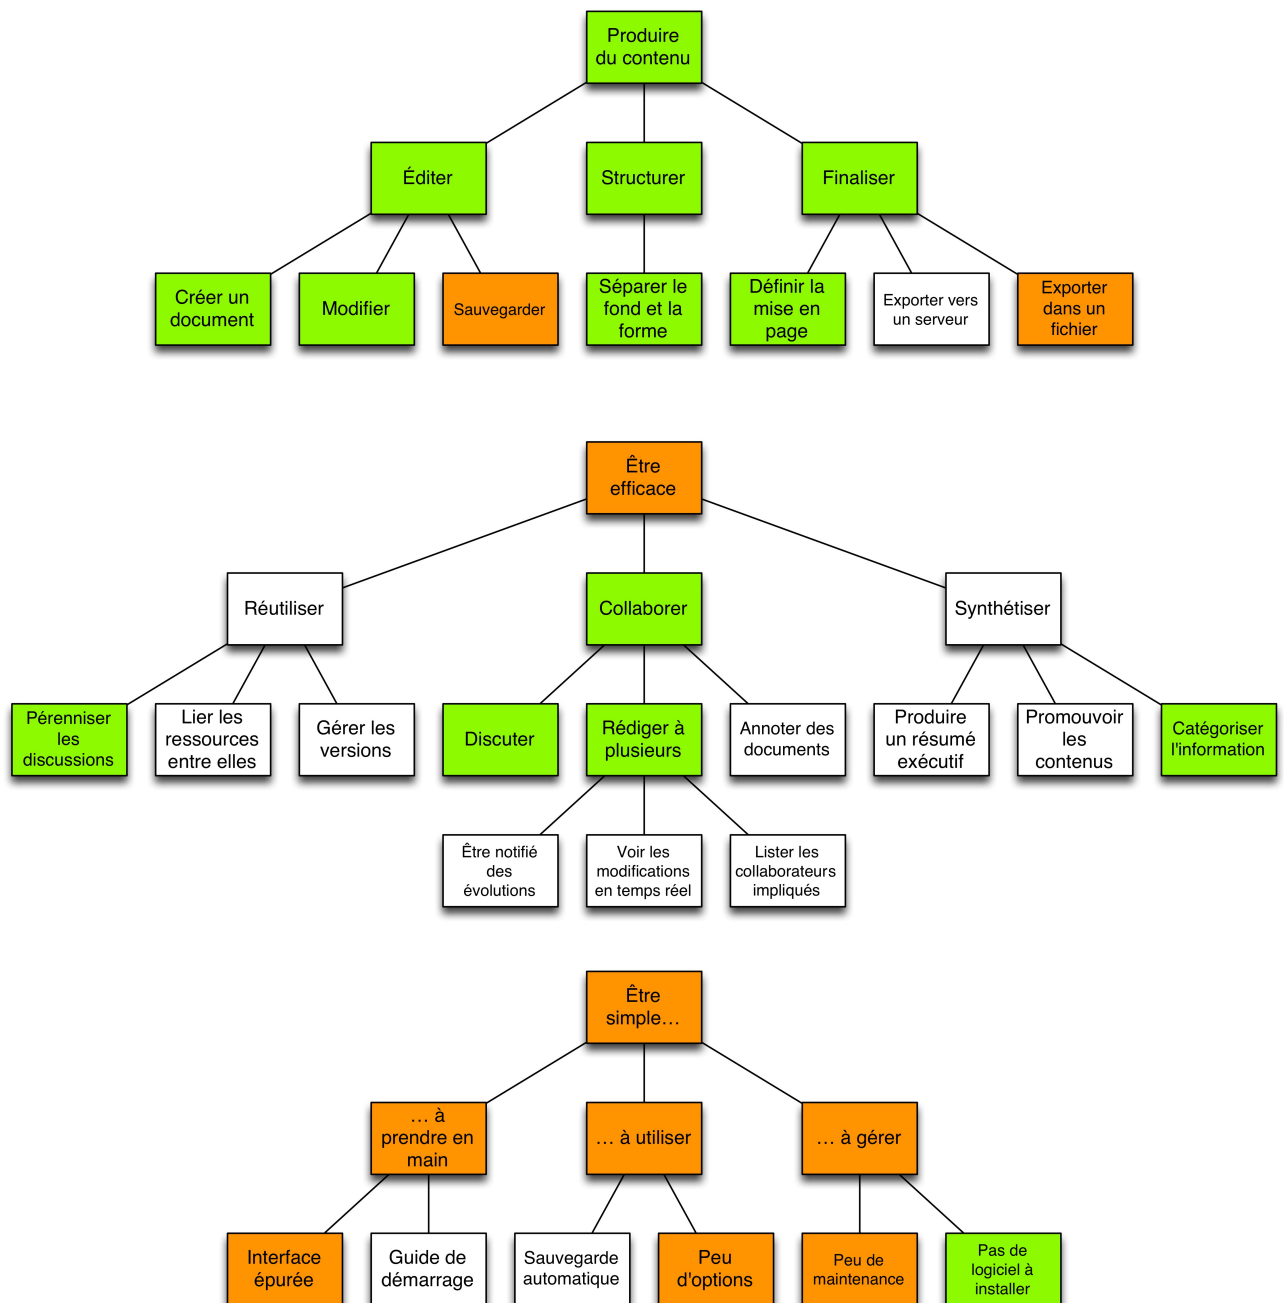 Produire
du contenu
Éditer
Structurer
Finaliser
Créer un
document
Modifier
Sauvegarder
Séparer le
fond et la
forme
Définir la
mise en
page
Exporter vers
un serveur
Exporter
dans un
fichier
Être
efficace
Réutiliser
Collaborer
Synthétiser
Pérenniser
les
discussions
Lier les
ressources
entre elles
Gérer les
versions
Discuter
Rédiger à
plusieurs
Annoter des
documents
Produire
un résumé
exécutif
Promouvoir
les
contenus
Catégoriser
l'information
Être notifié
des
évolutions
Voir les
modifications
en temps réel
Lister les
collaborateurs
impliqués
Être
simple…
… à
prendre en
main
… à utiliser
… à gérer
Interface
épurée
Guide de
démarrage
Sauvegarde
automatique
Peu
d'options
Peu de
maintenance
Pas de
logiciel à
installer